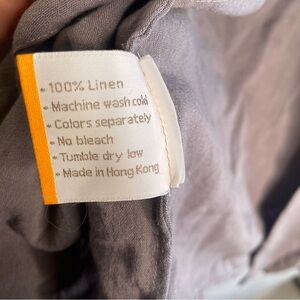 • 100% Linen
• Machine wash cold
• Colors separately
• No bleach
• Tumble dry low
• Made in Hong Kong